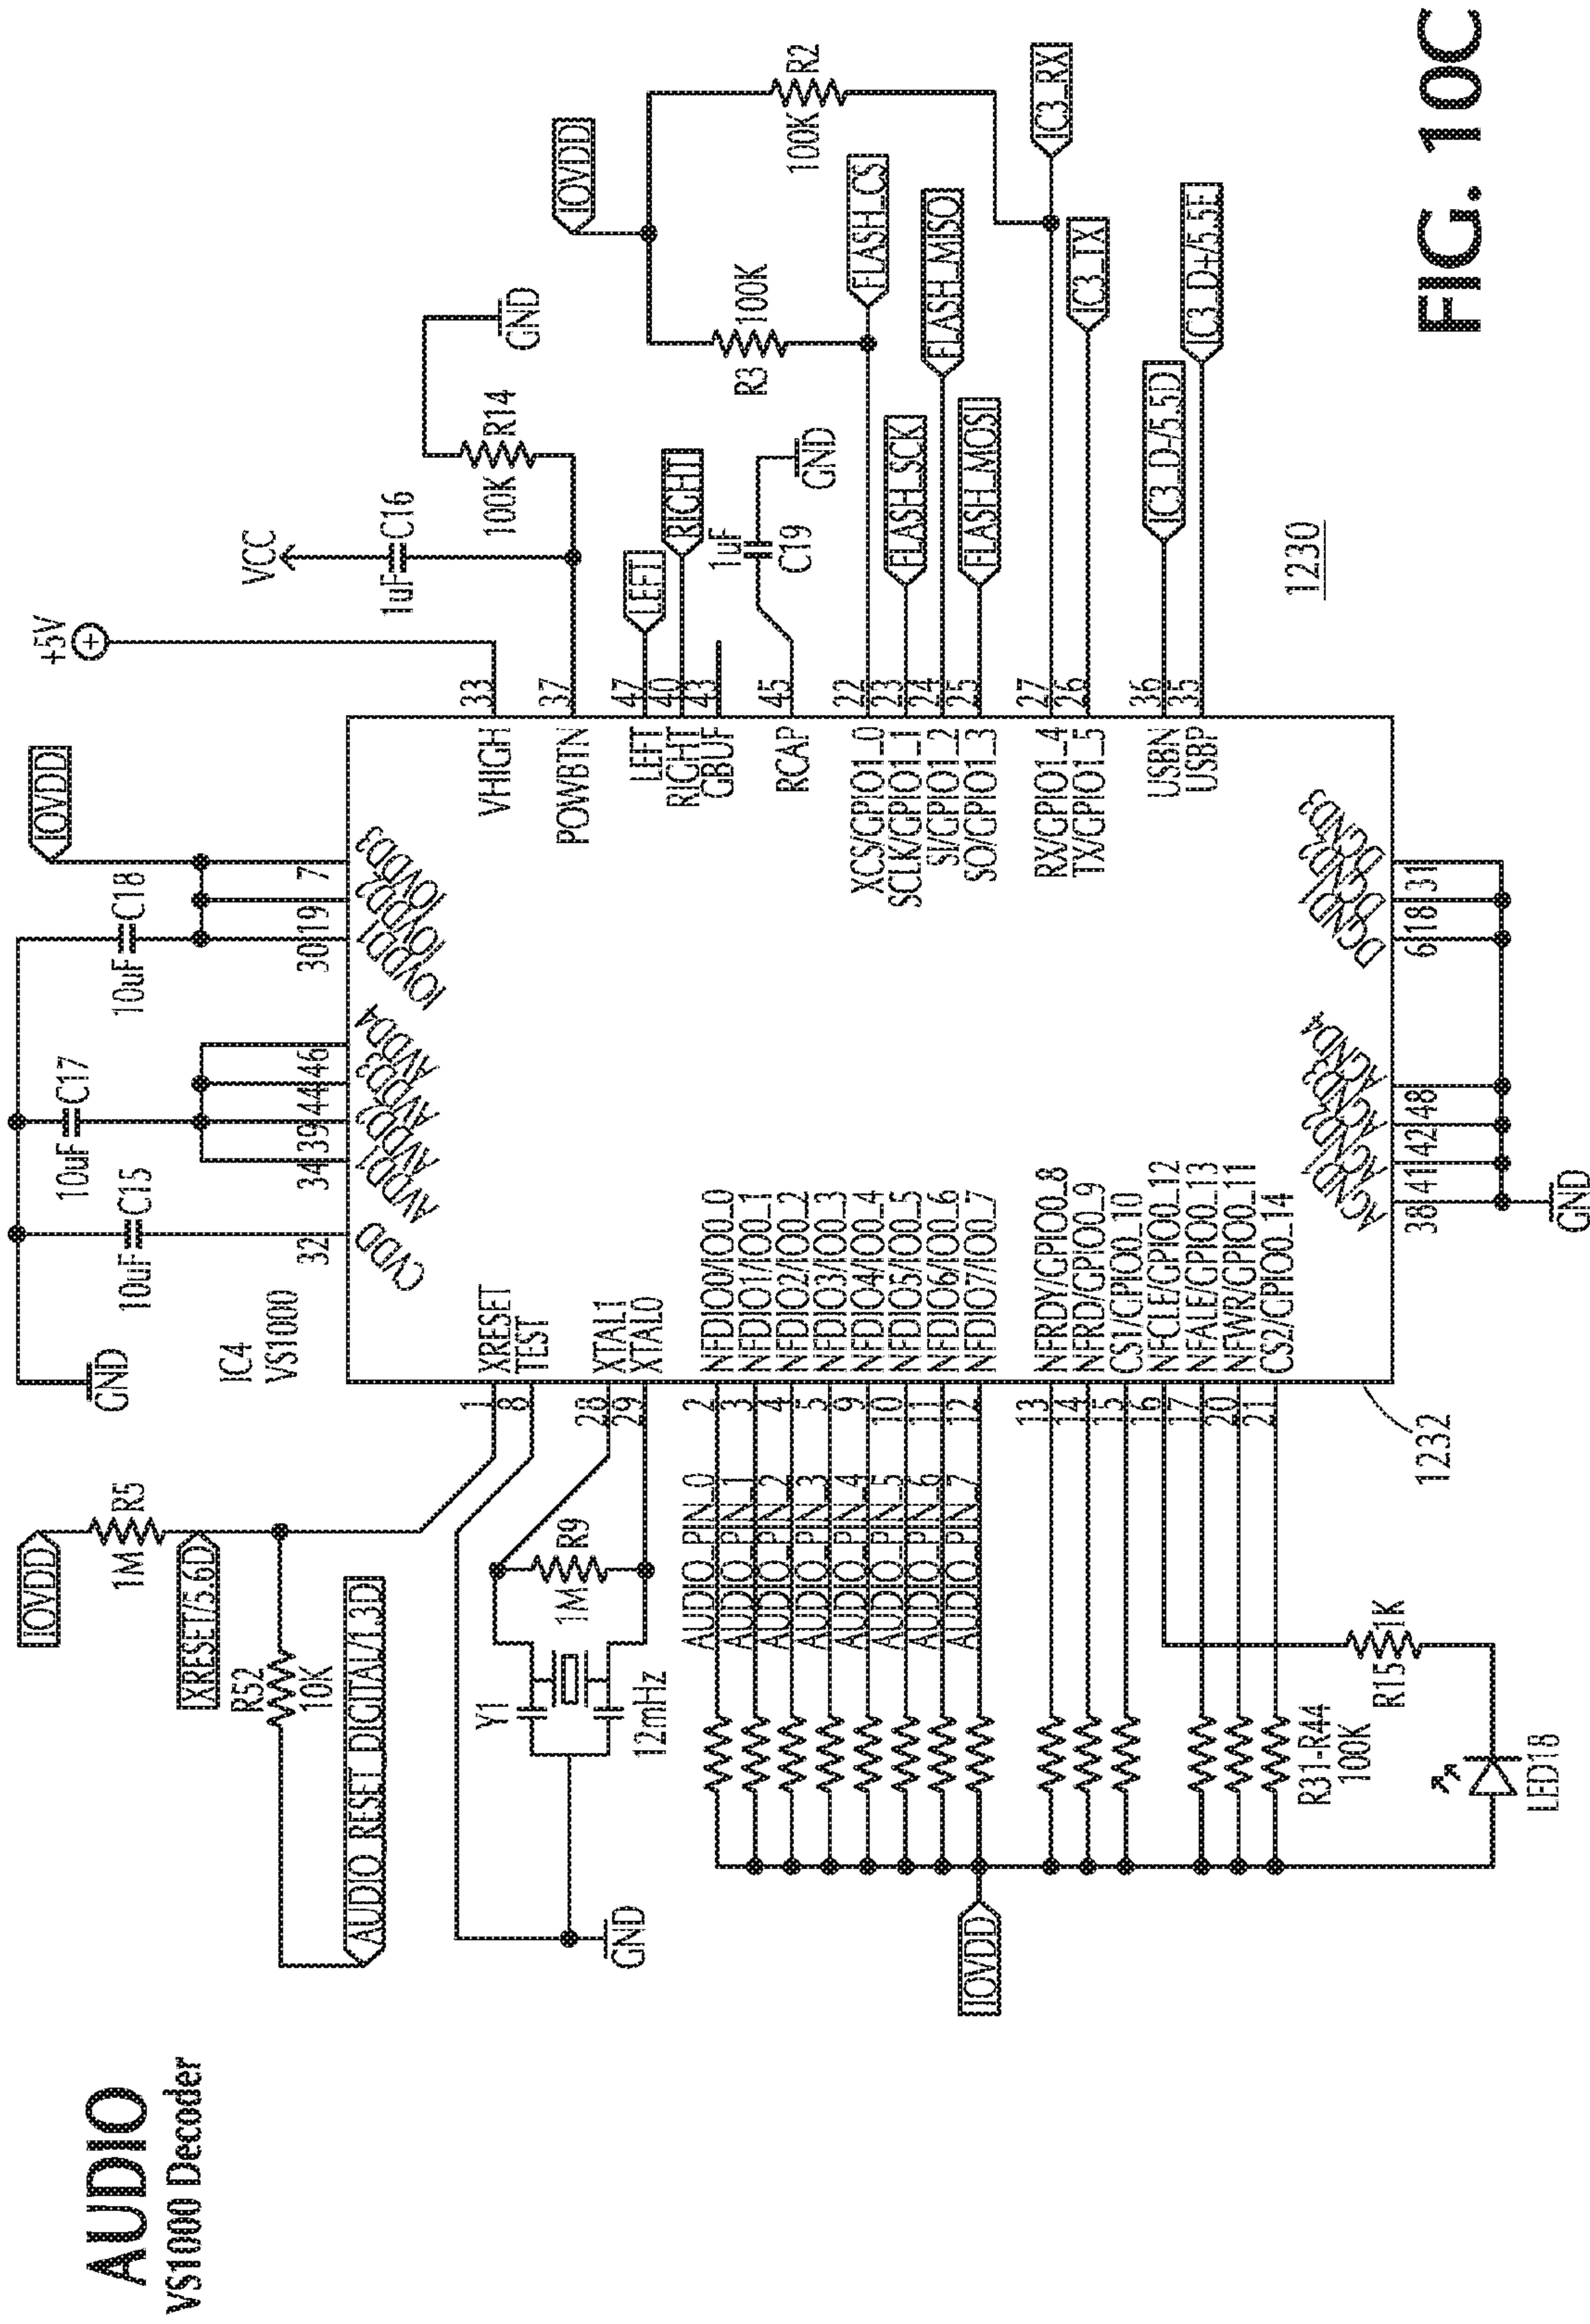 AUDIO
VS1000 Decoder
IOVDD
1M
R5
XRESET/5.6D
R52
10K
AUDIO_RESET_DIGITAL/1.3D
GND
10uF
C15
10uF
C17
10uF
C18
IOVDD
IC4
VS1000
32
34
39
44
46
30
19
7
CVDD
AVDD1
AVDD2
AVDD3
AVDD4
IOVDD1
IOVDD2
IOVDD3
+5V
VCC
1uF
C16
100K
R14
GND
IOVDD
R3
100K
100K
R2
Y1
12mHz
1M
R9
GND
1
8
28
29
XRESET
TEST
XTAL1
XTALO
VHIGH
33
POWBTN
37
LEFT
47
LEFT
RIGHT
40
RIGHT
GBUF
43
RCAP
45
1uF
C19
GND
AUDIO_PIN_0
2
NFDIO0/IO0_0
AUDIO_PIN_1
3
NFDIO1/IO0_1
AUDIO_PIN_2
4
NFDIO2/IO0_2
AUDIO_PIN_3
5
NFDIO3/IO0_3
AUDIO_PIN_4
9
NFDIO4/IO0_4
AUDIO_PIN_5
10
NFDIO5/IO0_5
AUDIO_PIN_6
11
NFDIO6/IO0_6
AUDIO_PIN_7
12
NFDIO7/IO0_7
IOVDD
XCS/GPIO1_0
22
FLASH_CS
SCLK/GPIO1_1
23
FLASH_SCK
SI/GPIO1_2
24
FLASH_MISO
SO/GPIO1_3
25
FLASH_MOSI
13
NFRDY/GPIO0_8
14
NFRD/GPIO0_9
15
CS1/GPIO0_10
16
NFCLE/GPIO0_12
17
NFALE/GPIO0_13
20
NFWR/GPIO0_11
21
CS2/GPIO0_14
RX/GPIO1_4
27
IC3_RX
TX/GPIO1_5
26
IC3_TX
USBN
36
IC3_D-/5.5D
USBP
35
IC3_D+/5.5E
R31-R44
100K
R15
1K
LED18
1232
AGND1
AGND2
AGND3
AGND4
DGND1
DGND2
DGND3
38
41
42
48
6
18
31
GND
1230
FIG. 10C